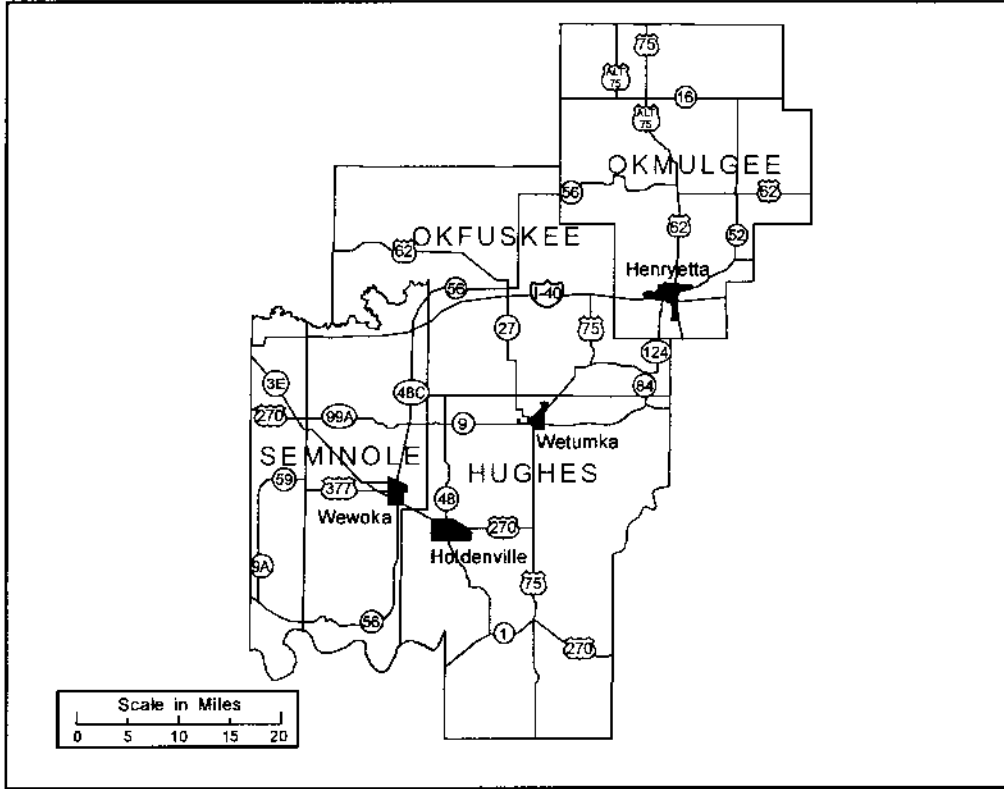 75
ALT 75
16
ALT 75
OKMULGEE
56
62
OKFUSKEE
62
62
52
Henryetta
56
I-40
27
75
124
3E
48C
84
270
99A
9
Wetumka
SEMINOLE
HUGHES
59
377
48
Wewoka
270
Holdenville
9A
75
56
1
270
Scale in Miles
0 5 10 15 20